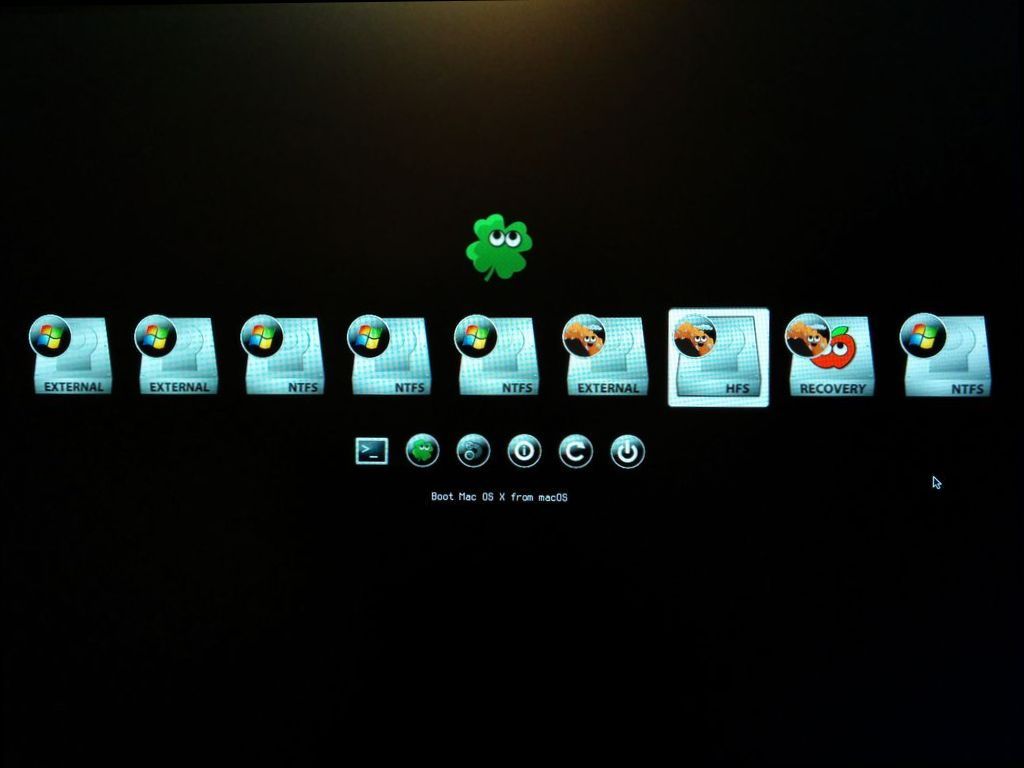 EXTERNAL EXTERNAL NTFS NTFS NTFS EXTERNAL HFS RECOVERY NTFS
Boot Mac OS X from macOS